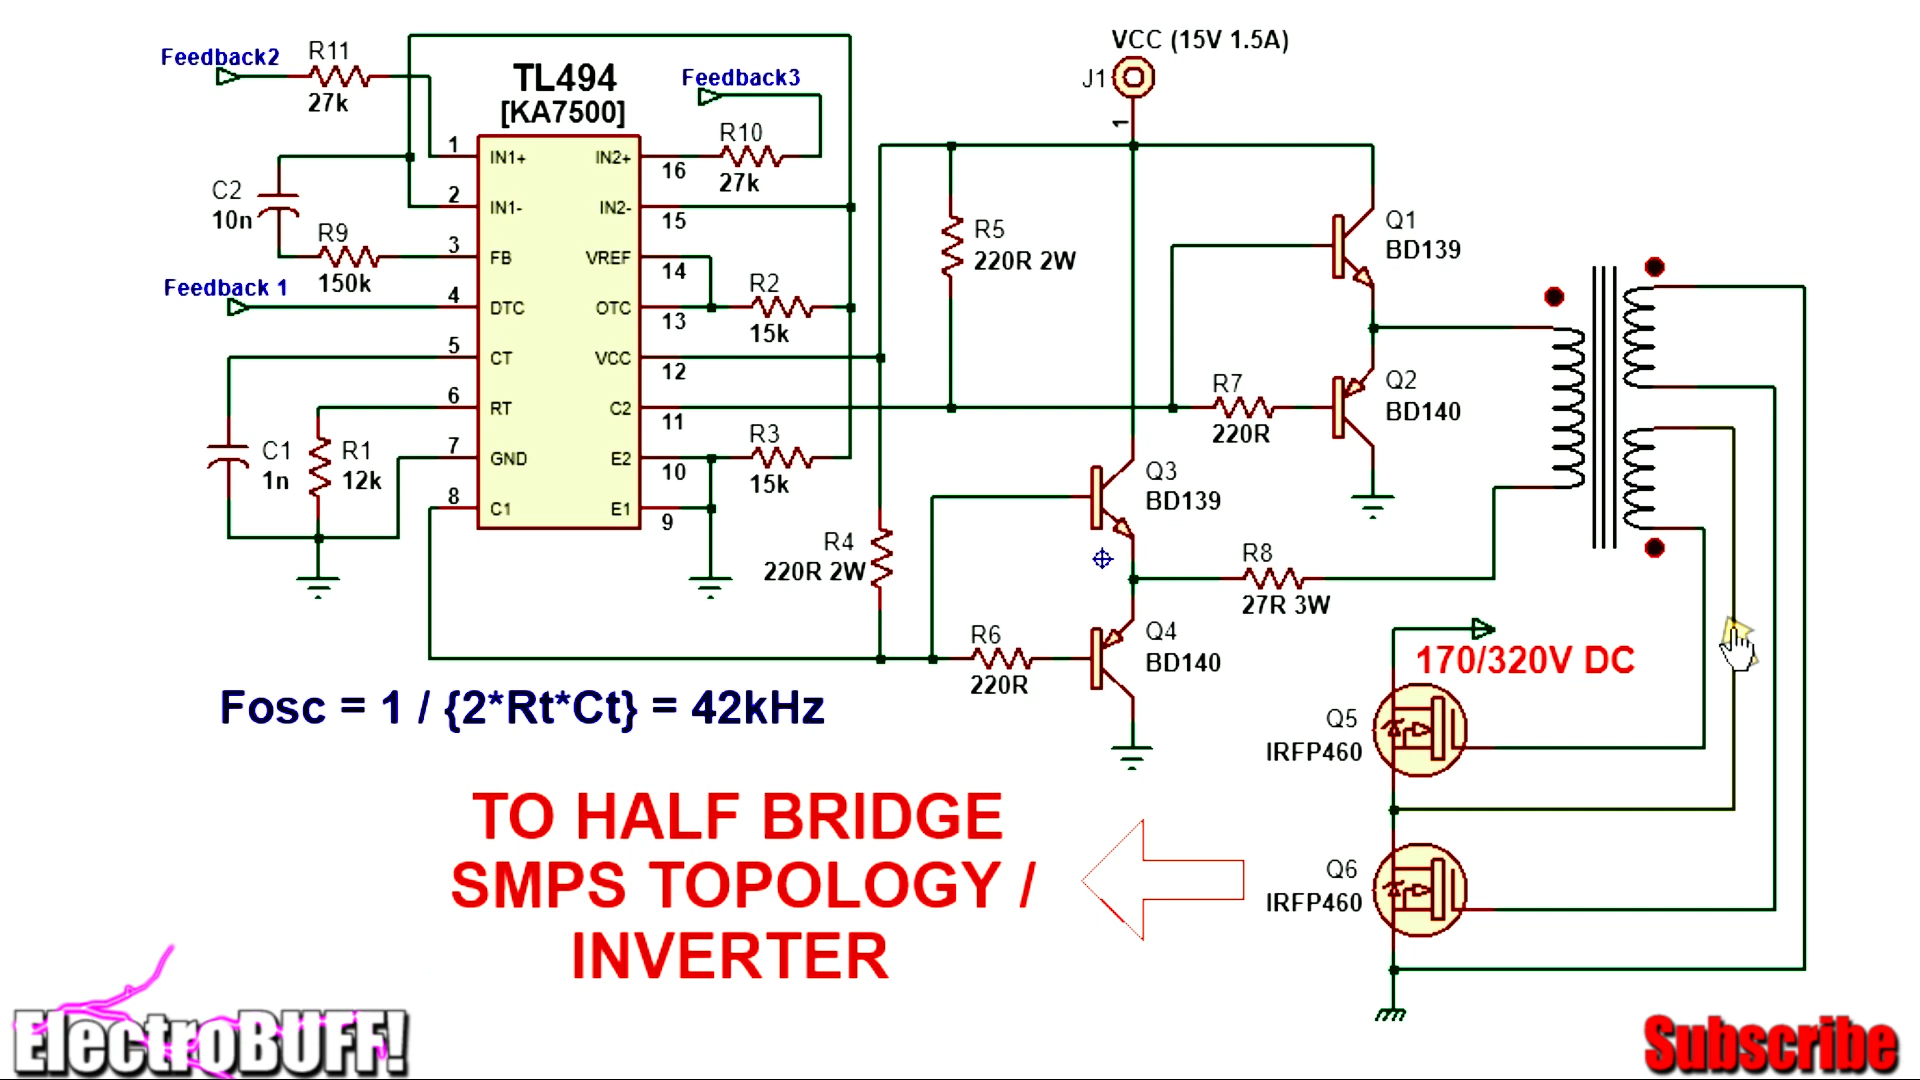 Feedback2
R11
27k
TL494
[KA7500]
Feedback3
R10
27k
VCC (15V 1.5A)
J1
1
1 IN1+ IN2+ 16
2 IN1- IN2- 15
3 FB VREF 14
4 DTC OTC 13
5 CT VCC 12
6 RT C2 11
7 GND E2 10
8 C1 E1 9
C2
10n
R9
150k
Feedback 1
C1
1n
R1
12k
R2
15k
R3
15k
R5
220R 2W
R4
220R 2W
Q1
BD139
R7
220R
Q2
BD140
Q3
BD139
R8
27R 3W
R6
220R
Q4
BD140
170/320V DC
Q5
IRFP460
Q6
IRFP460
Fosc = 1 / {2*Rt*Ct} = 42kHz
TO HALF BRIDGE
SMPS TOPOLOGY /
INVERTER
ElectroBUFF!
Subscribe